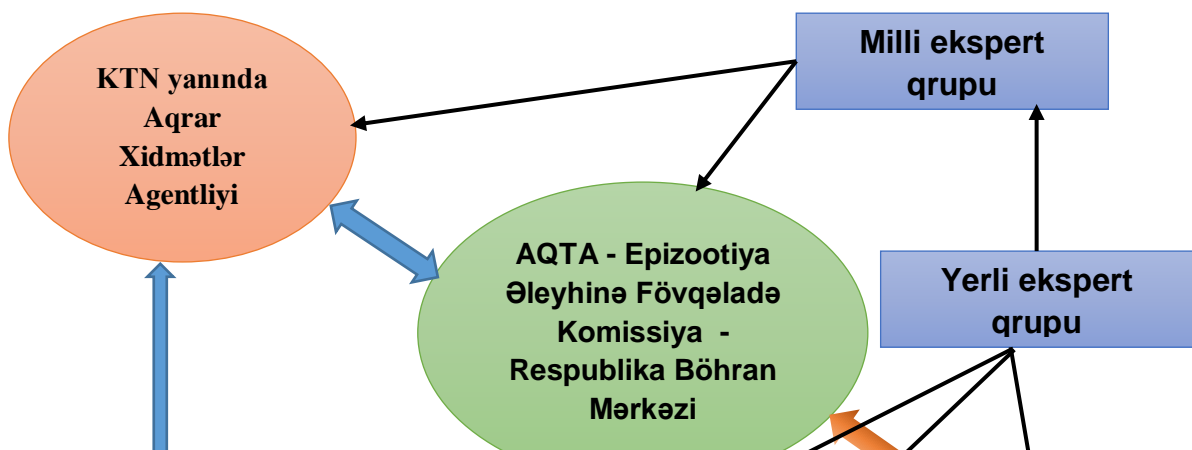 KTN yanında
Aqrar
Xidmətlər
Agentliyi
Milli ekspert
qrupu
AQTA - Epizootiya
Əleyhinə Fövqəladə
Komissiya -
Respublika Böhran
Mərkəzi
Yerli ekspert
qrupu